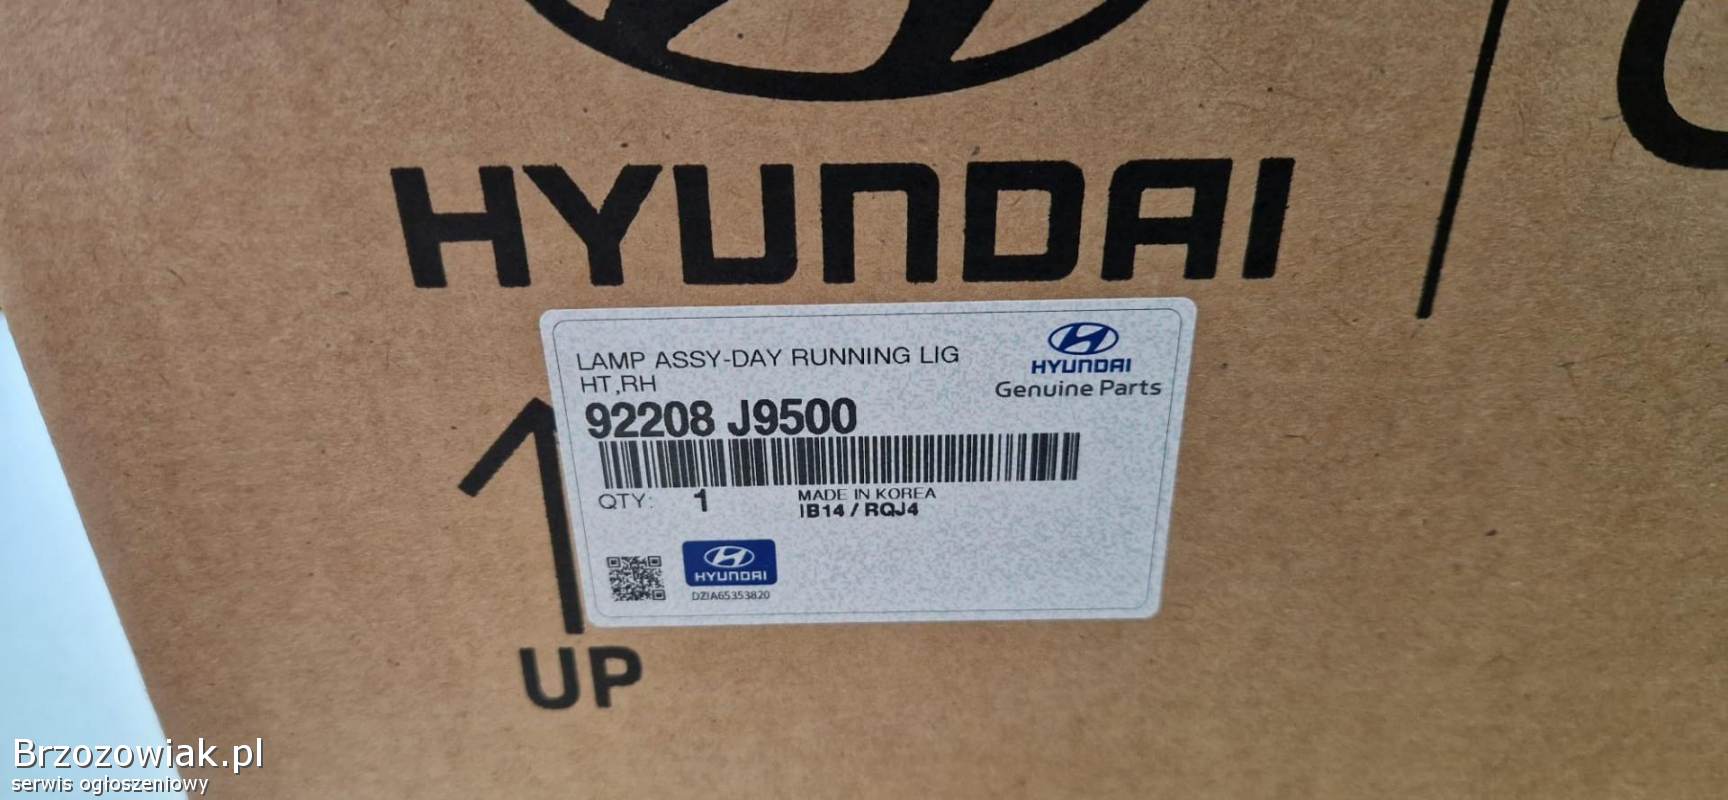 HYUNDAI
LAMP ASSY-DAY RUNNING LIG
HT,RH
92208 J9500
HYUNDAI
Genuine Parts
QTY: 1
MADE IN KOREA
IB14 / RQJ4
HYUNDAI
DZIA65353820
UP
Brzozowiak.pl
serwis ogłoszeniowy